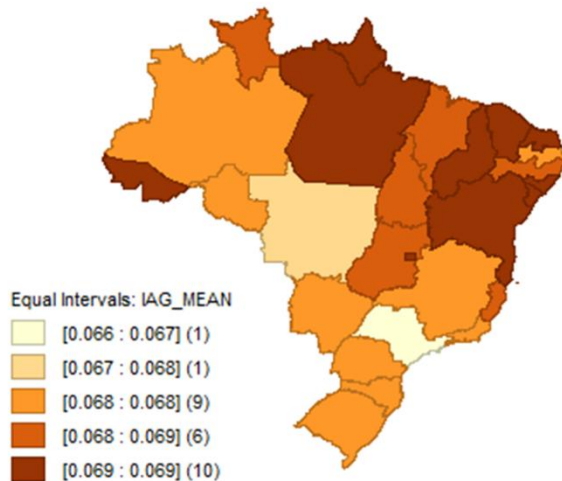 Equal Intervals: IAG_MEAN
[0.066 : 0.067] (1)
[0.067 : 0.068] (1)
[0.068 : 0.068] (9)
[0.068 : 0.069] (6)
[0.069 : 0.069] (10)